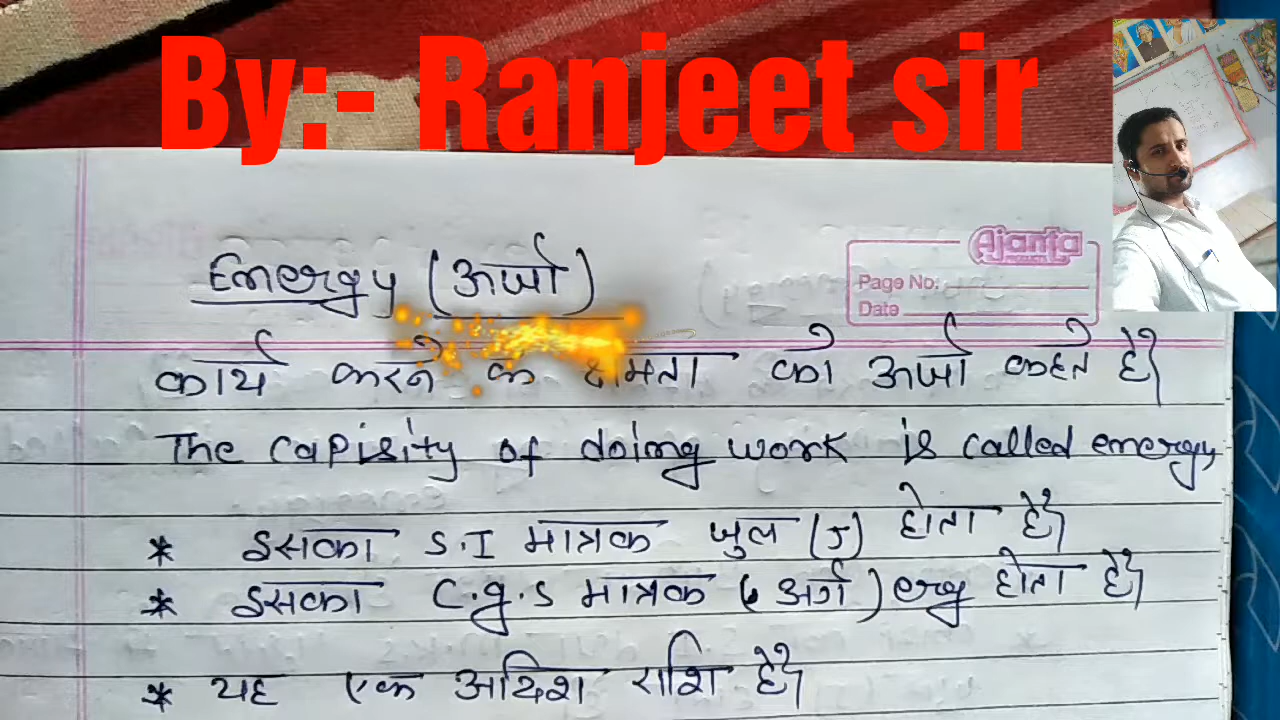 By:- Ranjeet sir
Ajanta
Page No:
Date
Energy (ऊर्जा)
कार्य करने के क्षमता को ऊर्जा कहते है।
The capisity of doing work is called energy
* इसका S.I मात्रक जुल (J) होता है।
* इसका C.g.s मात्रक (अर्ग) erg होता है।
* यह एक अदिश राशि है।